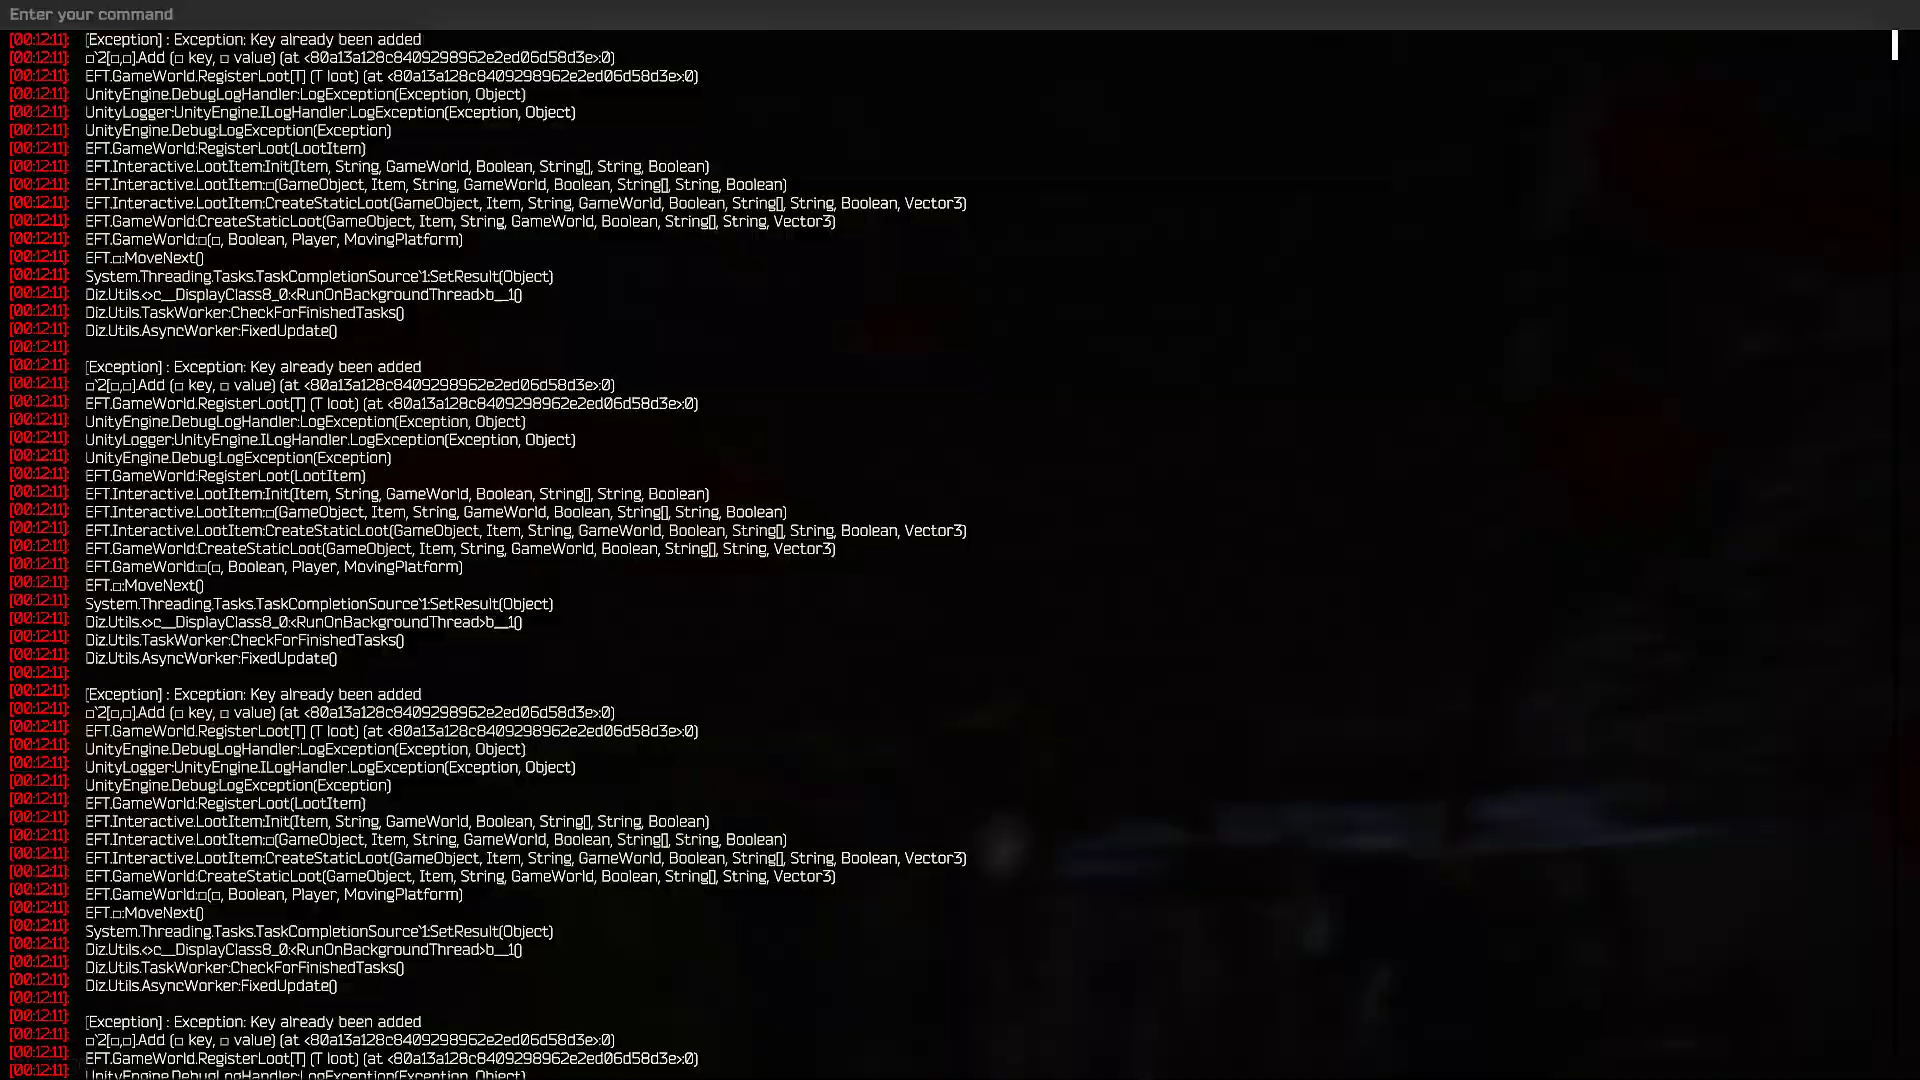 Enter your command
[00:12:11]: [Exception] : Exception: Key already been added
[00:12:11]: □`2[□,□].Add (□ key, □ value) (at <80a13a128c8409298962e2ed06d58d3e>:0)
[00:12:11]: EFT.GameWorld.RegisterLoot[T] (T loot) (at <80a13a128c8409298962e2ed06d58d3e>:0)
[00:12:11]: UnityEngine.DebugLogHandler:LogException(Exception, Object)
[00:12:11]: UnityLogger:UnityEngine.ILogHandler.LogException(Exception, Object)
[00:12:11]: UnityEngine.Debug:LogException(Exception)
[00:12:11]: EFT.GameWorld:RegisterLoot(LootItem)
[00:12:11]: EFT.Interactive.LootItem:Init(Item, String, GameWorld, Boolean, String[], String, Boolean)
[00:12:11]: EFT.Interactive.LootItem:□(GameObject, Item, String, GameWorld, Boolean, String[], String, Boolean)
[00:12:11]: EFT.Interactive.LootItem:CreateStaticLoot(GameObject, Item, String, GameWorld, Boolean, String[], String, Boolean, Vector3)
[00:12:11]: EFT.GameWorld:CreateStaticLoot(GameObject, Item, String, GameWorld, Boolean, String[], String, Vector3)
[00:12:11]: EFT.GameWorld:□(□, Boolean, Player, MovingPlatform)
[00:12:11]: EFT.□:MoveNext()
[00:12:11]: System.Threading.Tasks.TaskCompletionSource`1:SetResult(Object)
[00:12:11]: Diz.Utils.<>c__DisplayClass8_0:<RunOnBackgroundThread>b__1()
[00:12:11]: Diz.Utils.TaskWorker:CheckForFinishedTasks()
[00:12:11]: Diz.Utils.AsyncWorker:FixedUpdate()
[00:12:11]:
[00:12:11]: [Exception] : Exception: Key already been added
[00:12:11]: □`2[□,□].Add (□ key, □ value) (at <80a13a128c8409298962e2ed06d58d3e>:0)
[00:12:11]: EFT.GameWorld.RegisterLoot[T] (T loot) (at <80a13a128c8409298962e2ed06d58d3e>:0)
[00:12:11]: UnityEngine.DebugLogHandler:LogException(Exception, Object)
[00:12:11]: UnityLogger:UnityEngine.ILogHandler.LogException(Exception, Object)
[00:12:11]: UnityEngine.Debug:LogException(Exception)
[00:12:11]: EFT.GameWorld:RegisterLoot(LootItem)
[00:12:11]: EFT.Interactive.LootItem:Init(Item, String, GameWorld, Boolean, String[], String, Boolean)
[00:12:11]: EFT.Interactive.LootItem:□(GameObject, Item, String, GameWorld, Boolean, String[], String, Boolean)
[00:12:11]: EFT.Interactive.LootItem:CreateStaticLoot(GameObject, Item, String, GameWorld, Boolean, String[], String, Boolean, Vector3)
[00:12:11]: EFT.GameWorld:CreateStaticLoot(GameObject, Item, String, GameWorld, Boolean, String[], String, Vector3)
[00:12:11]: EFT.GameWorld:□(□, Boolean, Player, MovingPlatform)
[00:12:11]: EFT.□:MoveNext()
[00:12:11]: System.Threading.Tasks.TaskCompletionSource`1:SetResult(Object)
[00:12:11]: Diz.Utils.<>c__DisplayClass8_0:<RunOnBackgroundThread>b__1()
[00:12:11]: Diz.Utils.TaskWorker:CheckForFinishedTasks()
[00:12:11]: Diz.Utils.AsyncWorker:FixedUpdate()
[00:12:11]:
[00:12:11]: [Exception] : Exception: Key already been added
[00:12:11]: □`2[□,□].Add (□ key, □ value) (at <80a13a128c8409298962e2ed06d58d3e>:0)
[00:12:11]: EFT.GameWorld.RegisterLoot[T] (T loot) (at <80a13a128c8409298962e2ed06d58d3e>:0)
[00:12:11]: UnityEngine.DebugLogHandler:LogException(Exception, Object)
[00:12:11]: UnityLogger:UnityEngine.ILogHandler.LogException(Exception, Object)
[00:12:11]: UnityEngine.Debug:LogException(Exception)
[00:12:11]: EFT.GameWorld:RegisterLoot(LootItem)
[00:12:11]: EFT.Interactive.LootItem:Init(Item, String, GameWorld, Boolean, String[], String, Boolean)
[00:12:11]: EFT.Interactive.LootItem:□(GameObject, Item, String, GameWorld, Boolean, String[], String, Boolean)
[00:12:11]: EFT.Interactive.LootItem:CreateStaticLoot(GameObject, Item, String, GameWorld, Boolean, String[], String, Boolean, Vector3)
[00:12:11]: EFT.GameWorld:CreateStaticLoot(GameObject, Item, String, GameWorld, Boolean, String[], String, Vector3)
[00:12:11]: EFT.GameWorld:□(□, Boolean, Player, MovingPlatform)
[00:12:11]: EFT.□:MoveNext()
[00:12:11]: System.Threading.Tasks.TaskCompletionSource`1:SetResult(Object)
[00:12:11]: Diz.Utils.<>c__DisplayClass8_0:<RunOnBackgroundThread>b__1()
[00:12:11]: Diz.Utils.TaskWorker:CheckForFinishedTasks()
[00:12:11]: Diz.Utils.AsyncWorker:FixedUpdate()
[00:12:11]:
[00:12:11]: [Exception] : Exception: Key already been added
[00:12:11]: □`2[□,□].Add (□ key, □ value) (at <80a13a128c8409298962e2ed06d58d3e>:0)
[00:12:11]: EFT.GameWorld.RegisterLoot[T] (T loot) (at <80a13a128c8409298962e2ed06d58d3e>:0)
[00:12:11]: UnityEngine.DebugLogHandler:LogException(Exception, Object)